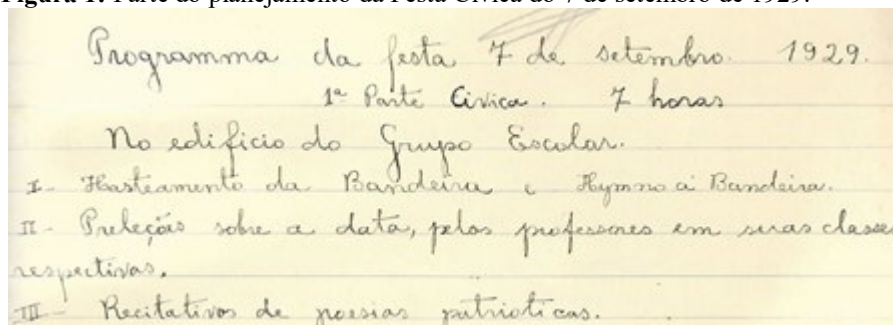 Figura 1. Parte do planejamento da Festa Cívica do 7 de setembro de 1929.
Programma da festa 7 de setembro. 1929.
1ª Parte Civica. 7 horas
No edificio do Grupo Escolar.
I - Hasteamento da Bandeira e Hymno á Bandeira.
II - Preleções sobre a data, pelos professores em suas classes
respectivas.
III - Recitativos de poesias patrioticas.